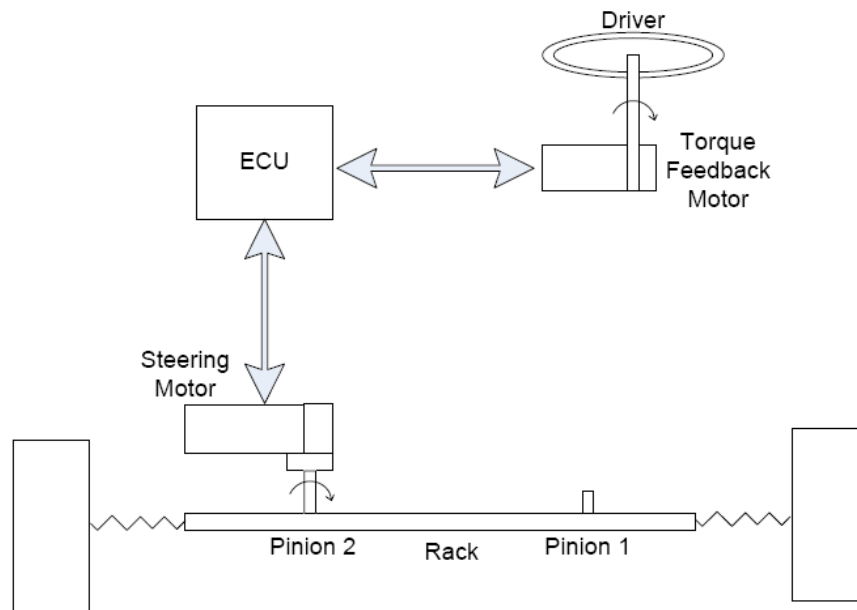 Driver
ECU
Torque
Feedback
Motor
Steering
Motor
Pinion 2
Rack
Pinion 1